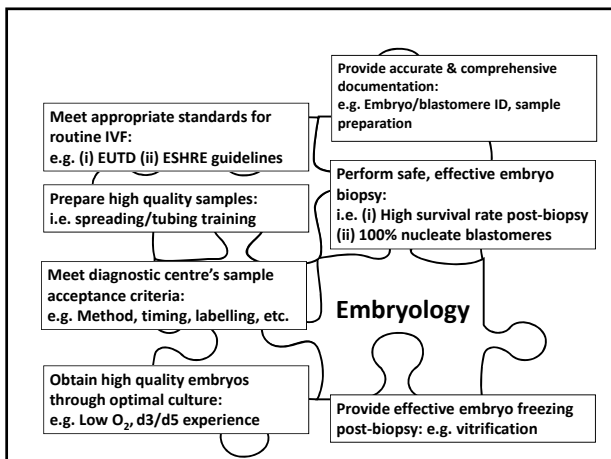 Provide accurate & comprehensive
documentation:
e.g. Embryo/blastomere ID, sample
preparation
Meet appropriate standards for
routine IVF:
e.g. (i) EUTD (ii) ESHRE guidelines
Perform safe, effective embryo
biopsy:
i.e. (i) High survival rate post-biopsy
(ii) 100% nucleate blastomeres
Prepare high quality samples:
i.e. spreading/tubing training
Meet diagnostic centre’s sample
acceptance criteria:
e.g. Method, timing, labelling, etc.
Embryology
Obtain high quality embryos
through optimal culture:
e.g. Low O₂, d3/d5 experience
Provide effective embryo freezing
post-biopsy: e.g. vitrification